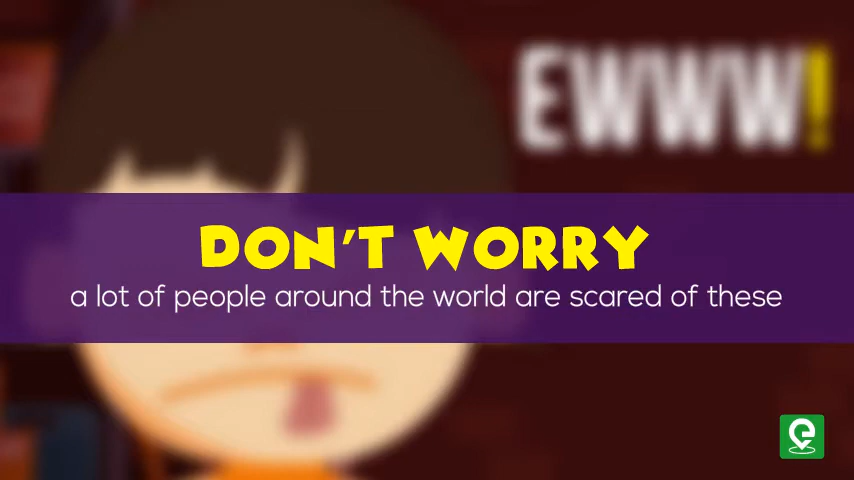 EWWW!
DON'T WORRY
a lot of people around the world are scared of these